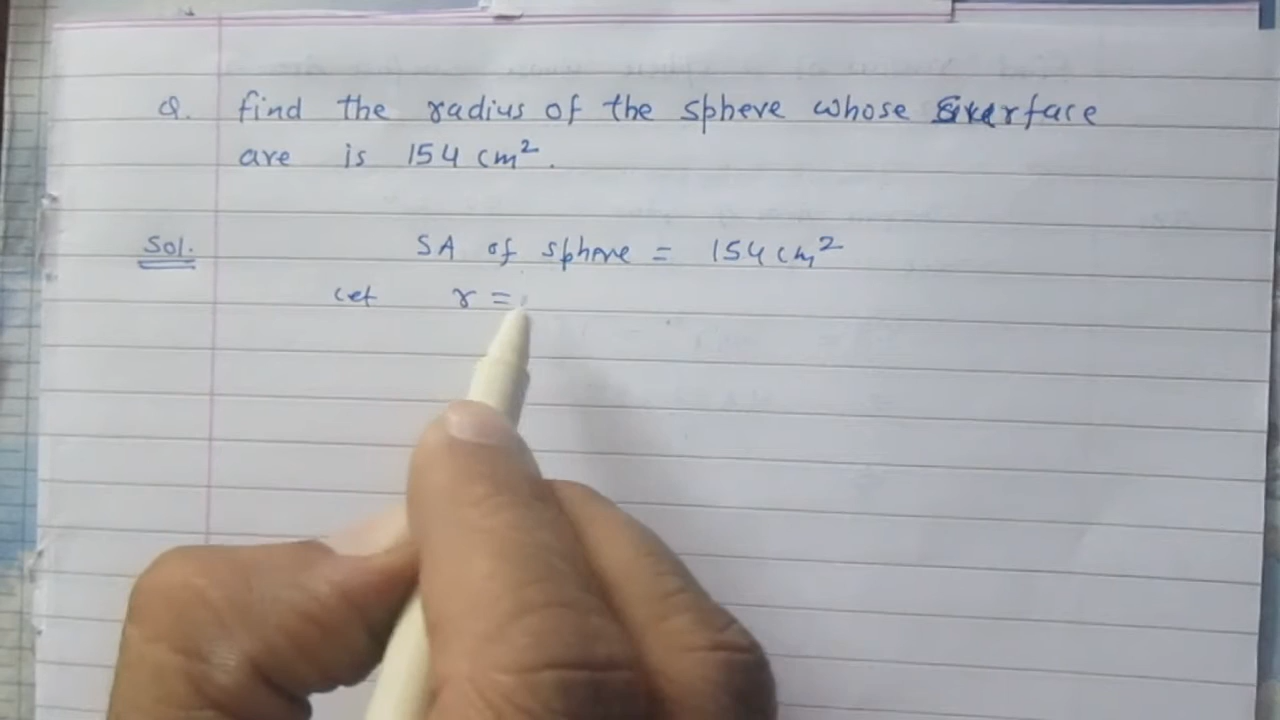 Q. find the radius of the sphere whose surface
are is 154 cm².
Sol. SA of sphere = 154 cm²
let r =